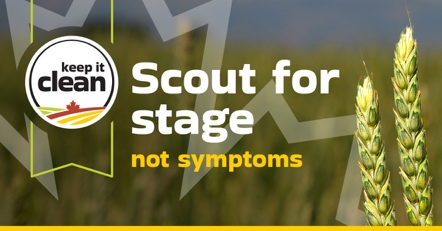 keep it
clean
Scout for
stage
not symptoms